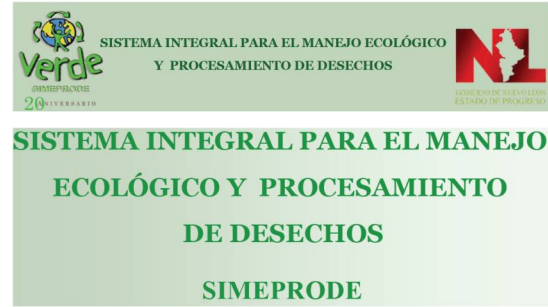 SISTEMA INTEGRAL PARA EL MANEJO ECOLÓGICO
Y PROCESAMIENTO DE DESECHOS
Verde
SIMEPRODE
20 ANIVERSARIO
NL
GOBIERNO DE NUEVO LEON
ESTADO DE PROGRESO
SISTEMA INTEGRAL PARA EL MANEJO
ECOLÓGICO Y PROCESAMIENTO
DE DESECHOS
SIMEPRODE